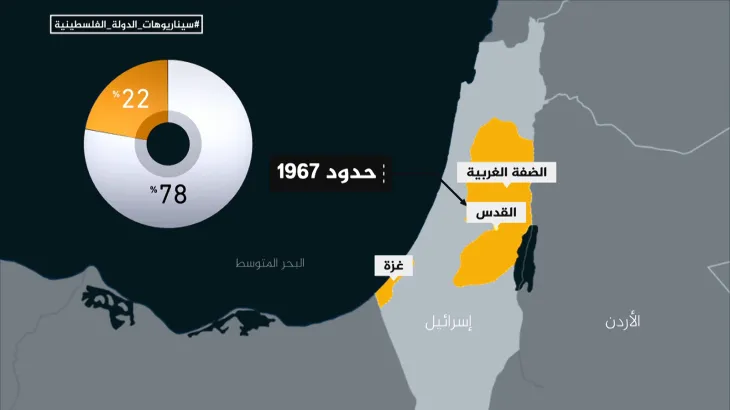 #سيناريوهات_الدولة_الفلسطينية
%22
%78
حدود 1967
الضفة الغربية
القدس
غزة
البحر المتوسط
إسرائيل
الأردن